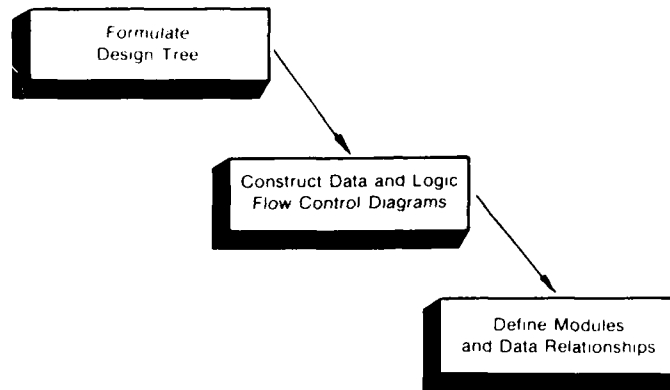 Formulate
Design Tree
Construct Data and Logic
Flow Control Diagrams
Define Modules
and Data Relationships